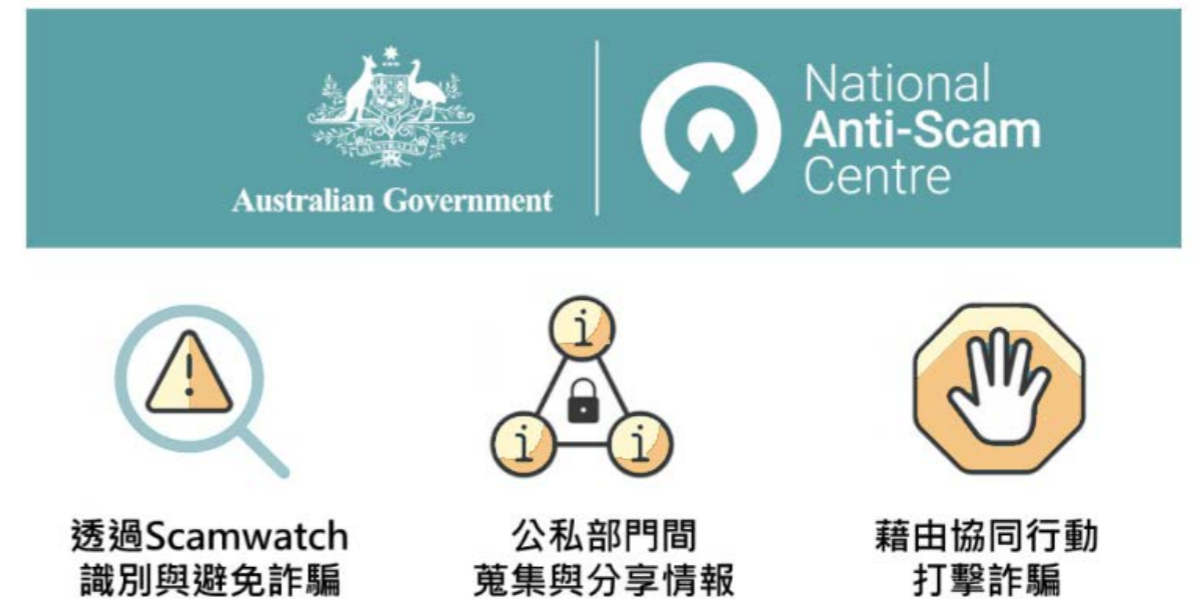 AUSTRALIA
Australian Government
National
Anti-Scam
Centre
i
i
i
透過Scamwatch
識別與避免詐騙
公私部門間
蒐集與分享情報
藉由協同行動
打擊詐騙